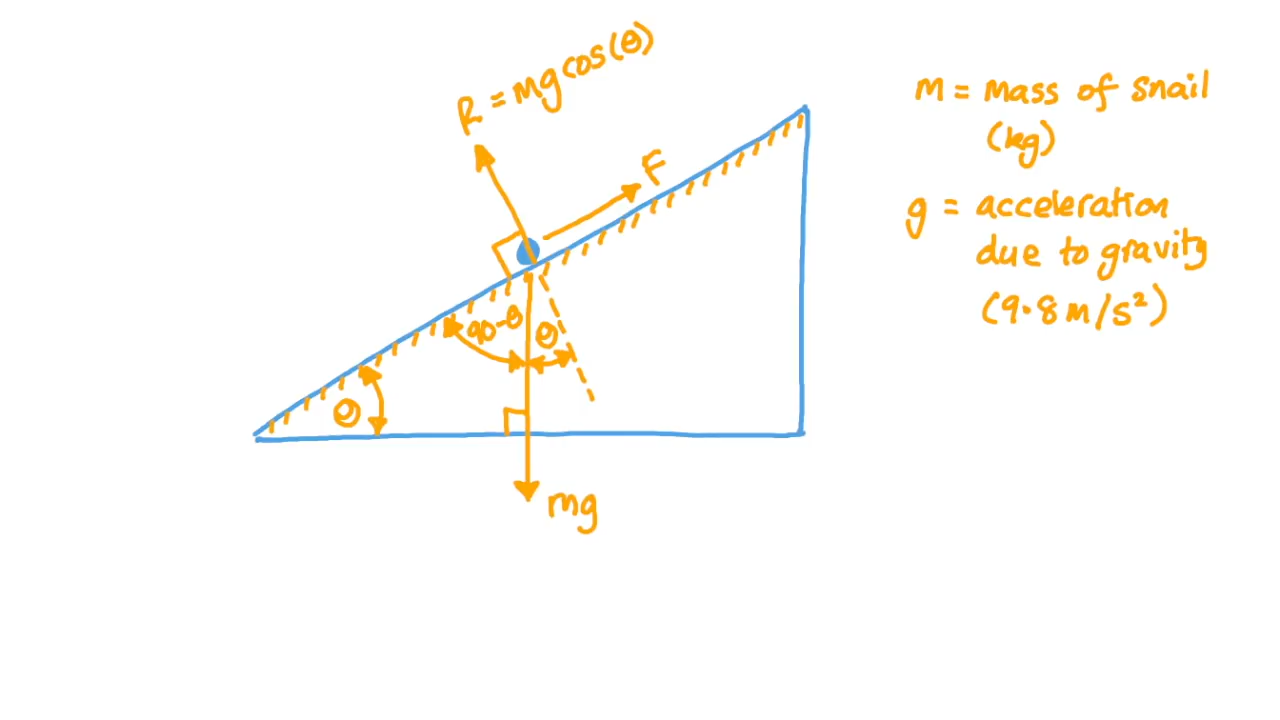 R = mg cos(θ)
F
90-θ
θ
θ
mg
m = mass of snail
(kg)
g = acceleration
due to gravity
(9.8 m/s²)